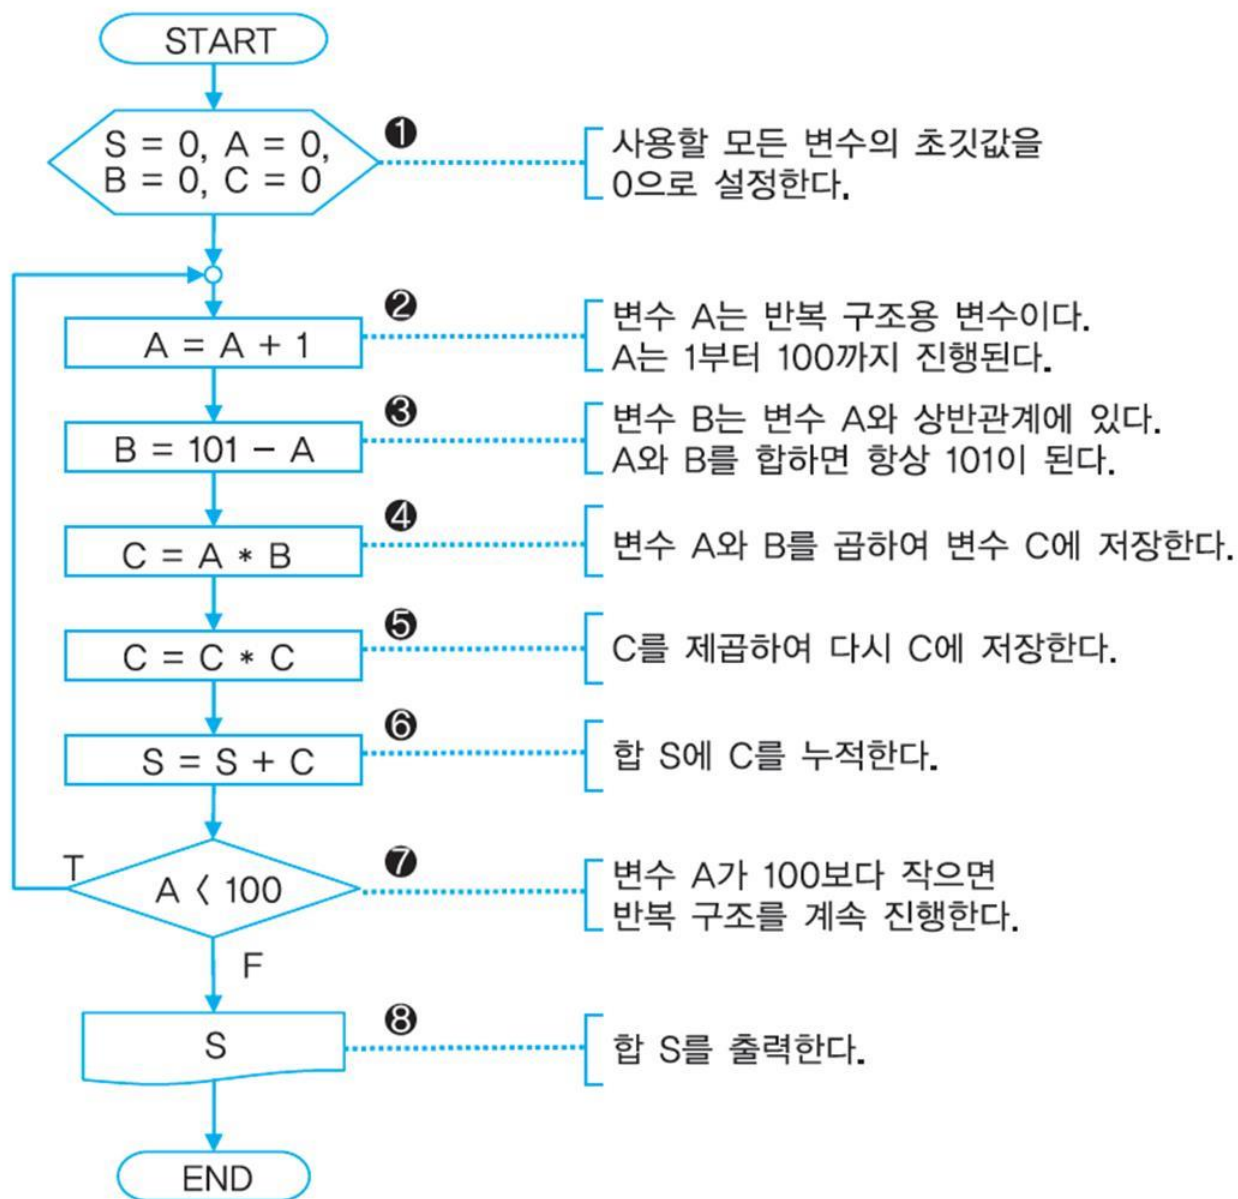 START
S = 0, A = 0,
B = 0, C = 0
❶
사용할 모든 변수의 초깃값을
0으로 설정한다.
A = A + 1
❷
변수 A는 반복 구조용 변수이다.
A는 1부터 100까지 진행된다.
B = 101 − A
❸
변수 B는 변수 A와 상반관계에 있다.
A와 B를 합하면 항상 101이 된다.
C = A * B
❹
변수 A와 B를 곱하여 변수 C에 저장한다.
C = C * C
❺
C를 제곱하여 다시 C에 저장한다.
S = S + C
❻
합 S에 C를 누적한다.
T
A < 100
❼
변수 A가 100보다 작으면
반복 구조를 계속 진행한다.
F
S
❽
합 S를 출력한다.
END